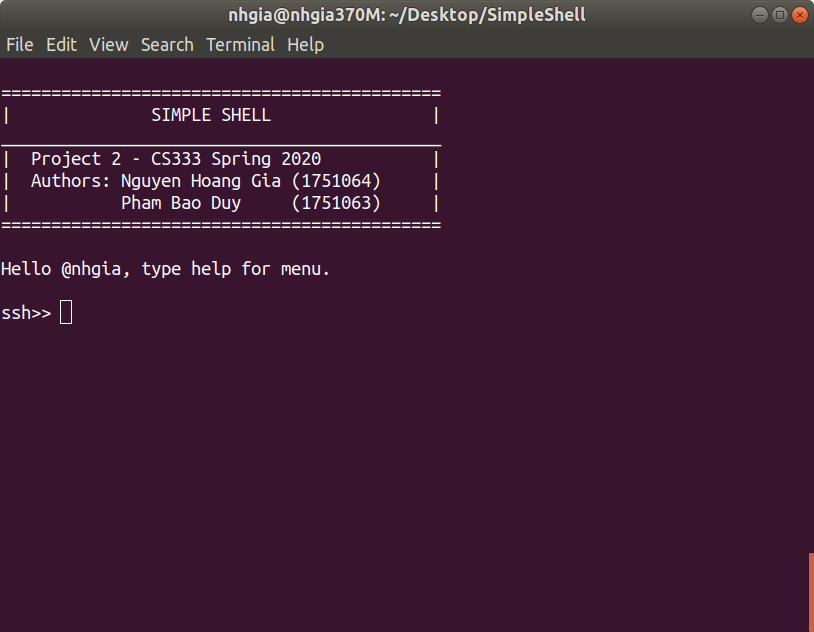 nhgia@nhgia370M: ~/Desktop/SimpleShell
File Edit View Search Terminal Help
============================================
|              SIMPLE SHELL                |
____________________________________________
|  Project 2 - CS333 Spring 2020           |
|  Authors: Nguyen Hoang Gia (1751064)     |
|           Pham Bao Duy     (1751063)     |
============================================
Hello @nhgia, type help for menu.
ssh>>